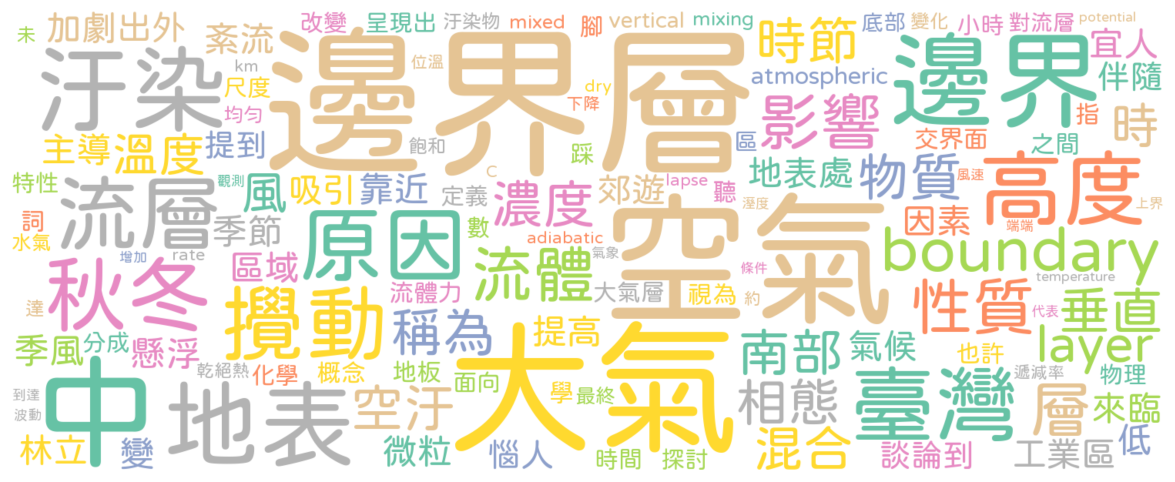 未 加劇出外 紊流 改變 呈現出 汙染物 mixed 腳 vertical mixing 時節 底部 變化 小時 對流層 potential
汙染 km 尺度 均勻 邊界層 位溫 dry 下降 atmospheric 影響 邊界 宜人 伴隨
主導 溫度 提到 飽和 踩 區 交界面 指 之間 時
特性 流層 觀測 風 吸引 靠近 定義 C 濃度 郊遊 lapse 聽 地表處 物質 風速 高度 上界
詞 水氣 季節 原因 數 adiabatic 空氣 溼度 因素 端端 boundary
增加 rate 秋冬 區域 流體 氣象 條件 temperature
達 攪動 流體力 大氣層 視為 約 性質 代表 垂直
季風 分成 懸浮 稱為 提高 南部 氣候 layer
乾絕熱 化學 概念 地板 面向 大氣 也許 遞減率 物理
到達 波動 中 地表 空汙 學 最終 相態 臺灣 層 來臨
林立 變 微粒 惱人 時間 探討 混合 談論到 工業區 低